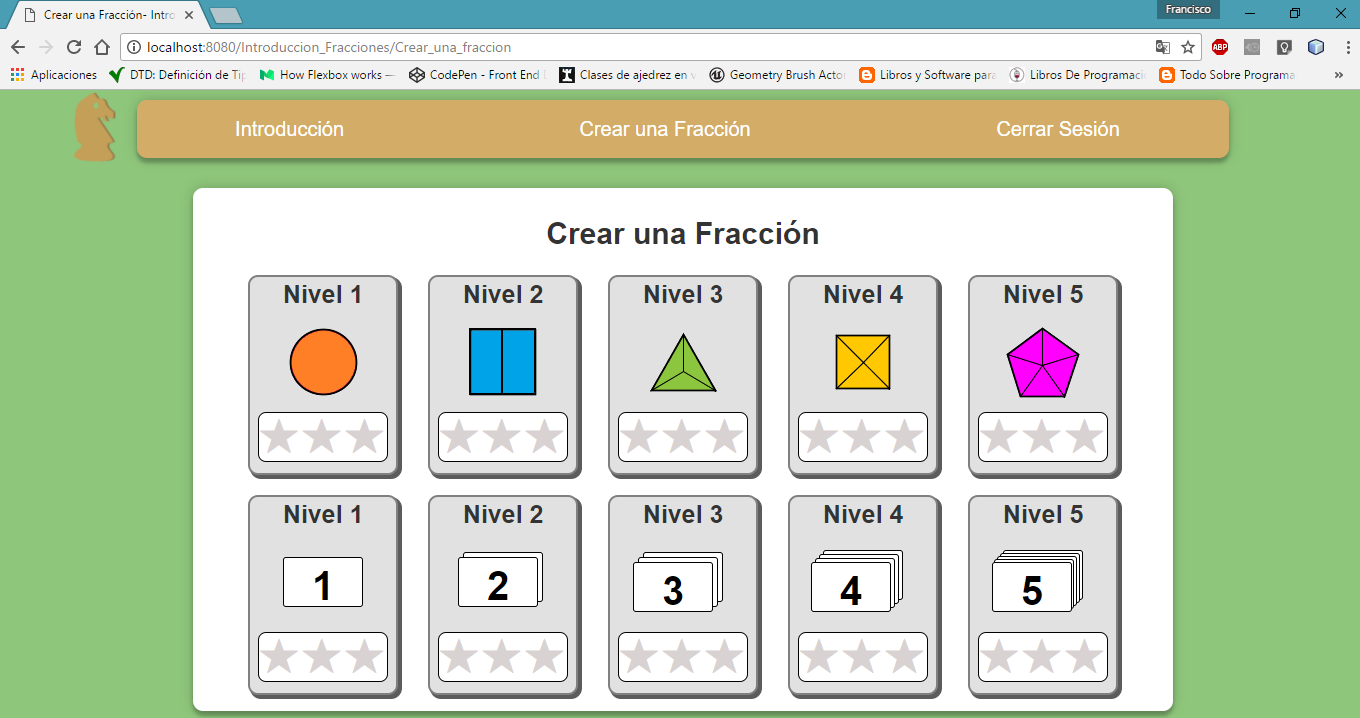 Crear una Fracción- Intro
Francisco
localhost:8080/Introduccion_Fracciones/Crear_una_fraccion
ABP
Aplicaciones
DTD: Definición de Tip
How Flexbox works —
CodePen - Front End
Clases de ajedrez en
Geometry Brush Actor
Libros y Software para
Libros De Programaci
Todo Sobre Programa
»
Introducción
Crear una Fracción
Cerrar Sesión
Crear una Fracción
Nivel 1
Nivel 2
Nivel 3
Nivel 4
Nivel 5
Nivel 1
Nivel 2
Nivel 3
Nivel 4
Nivel 5
1
2
3
4
5